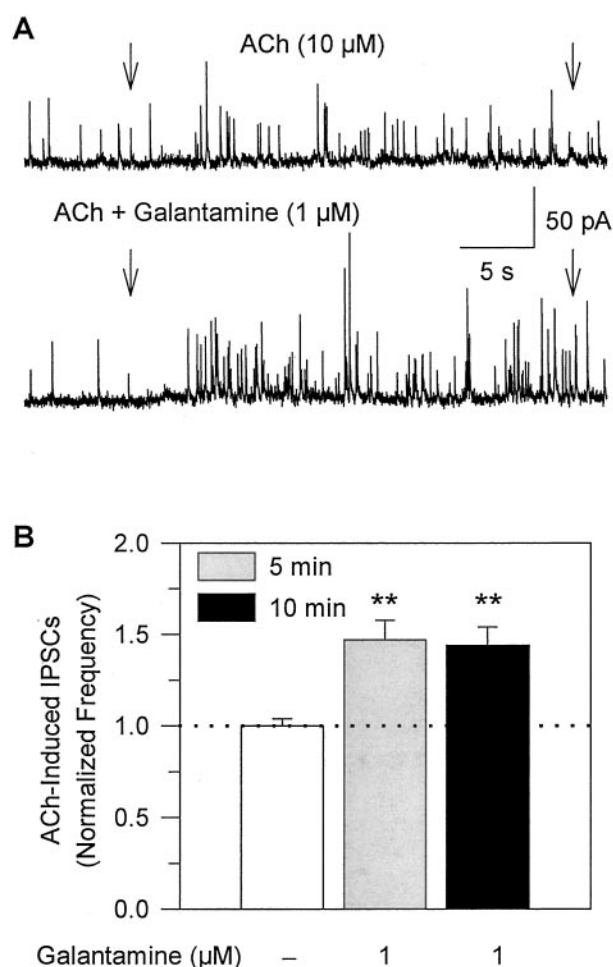 A
ACh (10 µM)
ACh + Galantamine (1 µM)
50 pA
5 s
B
ACh-Induced IPSCs
(Normalized Frequency)
2.0
1.5
1.0
0.5
0.0
5 min
10 min
** **
Galantamine (µM) – 1 1